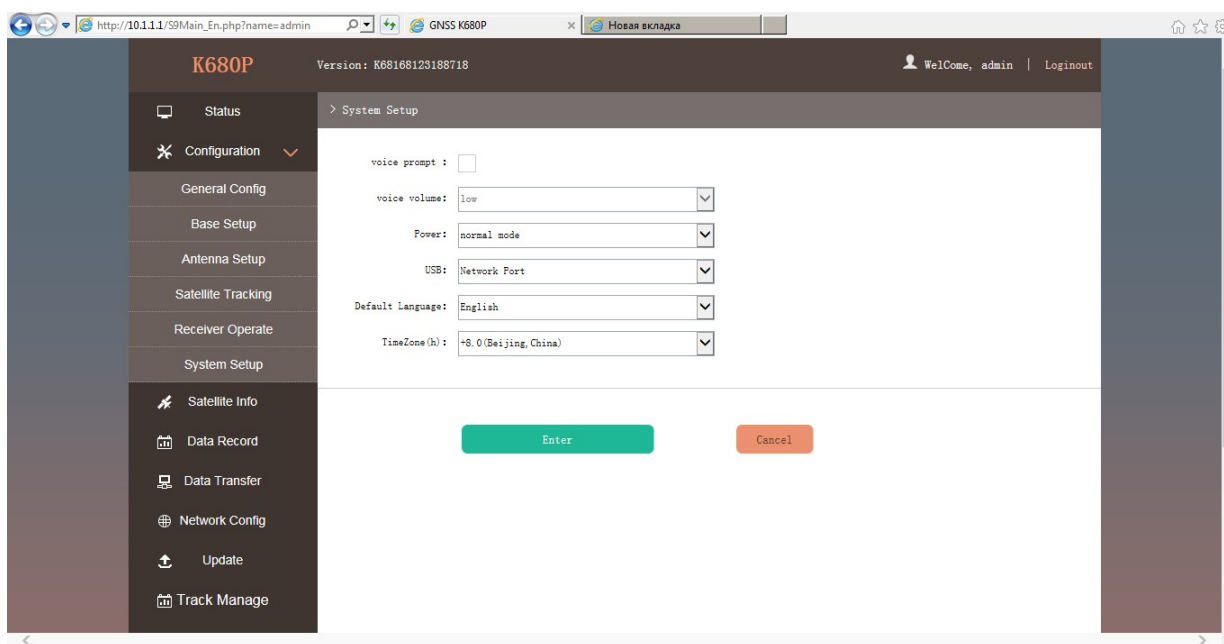 http://10.1.1.1/S9Main_En.php?name=admin
GNSS K680P
Новая вкладка
K680P
Version: K68168123188718
WelCome, admin | Loginout
Status
> System Setup
Configuration
voice prompt :
General Config
voice volume: low
Base Setup
Power: normal mode
Antenna Setup
USB: Network Port
Satellite Tracking
Default Language: English
Receiver Operate
TimeZone(h): +8.0(Beijing,China)
System Setup
Satellite Info
Data Record
Enter
Cancel
Data Transfer
Network Config
Update
Track Manage